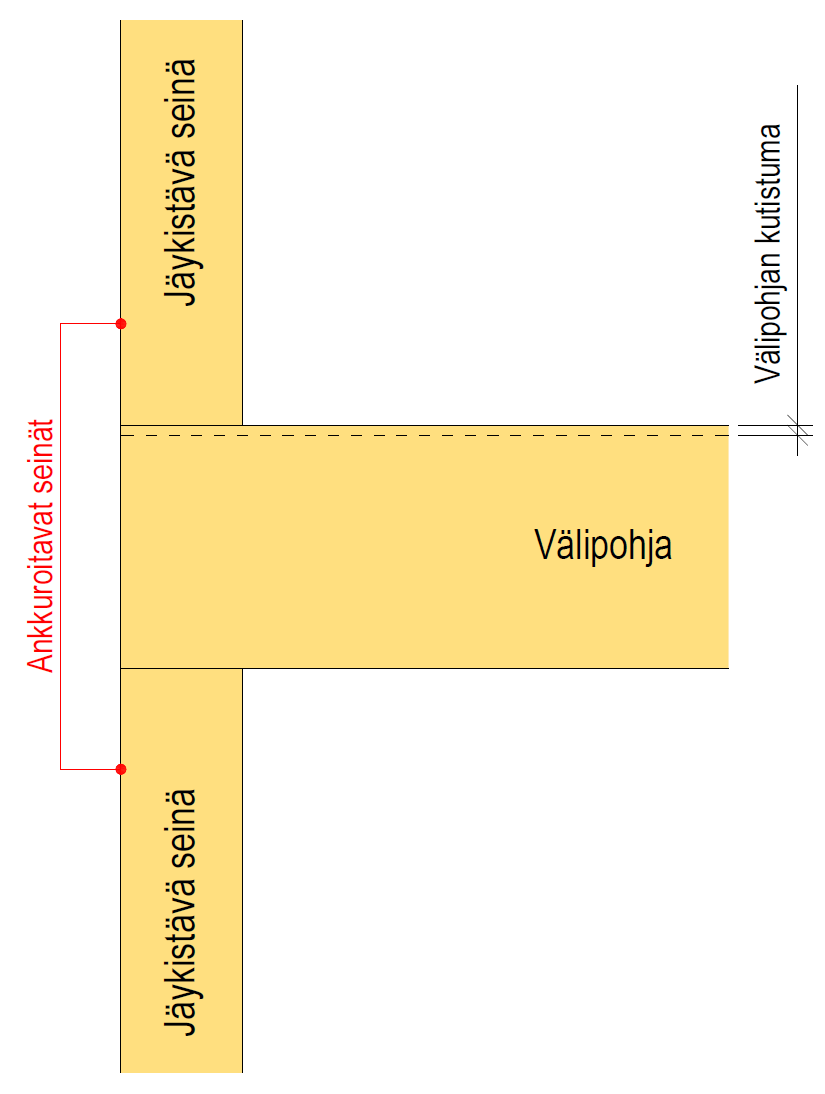 Jäykistävä seinä
Välipohjan kutistuma
Ankkuroitavat seinät
Välipohja
Jäykistävä seinä